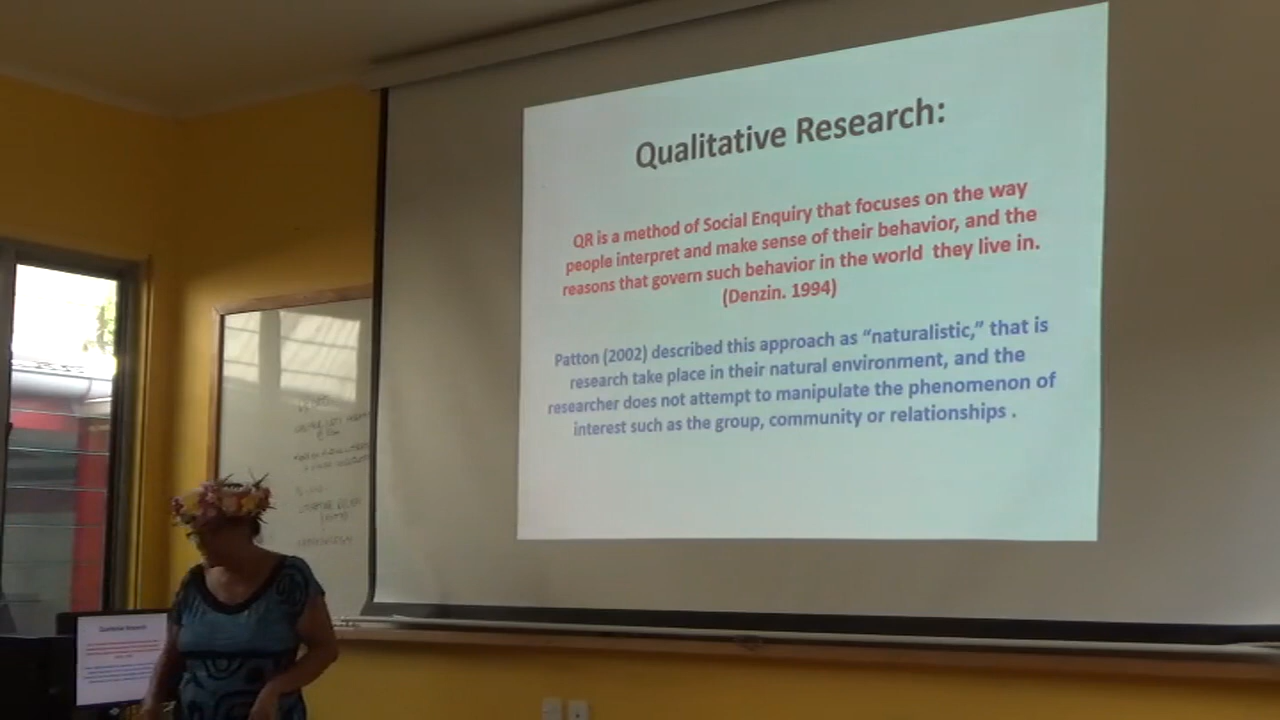 Qualitative Research:
QR is a method of Social Enquiry that focuses on the way
people interpret and make sense of their behavior, and the
reasons that govern such behavior in the world they live in.
(Denzin. 1994)
Patton (2002) described this approach as “naturalistic,” that is
research take place in their natural environment, and the
researcher does not attempt to manipulate the phenomenon of
interest such as the group, community or relationships .
Qualitative Research: